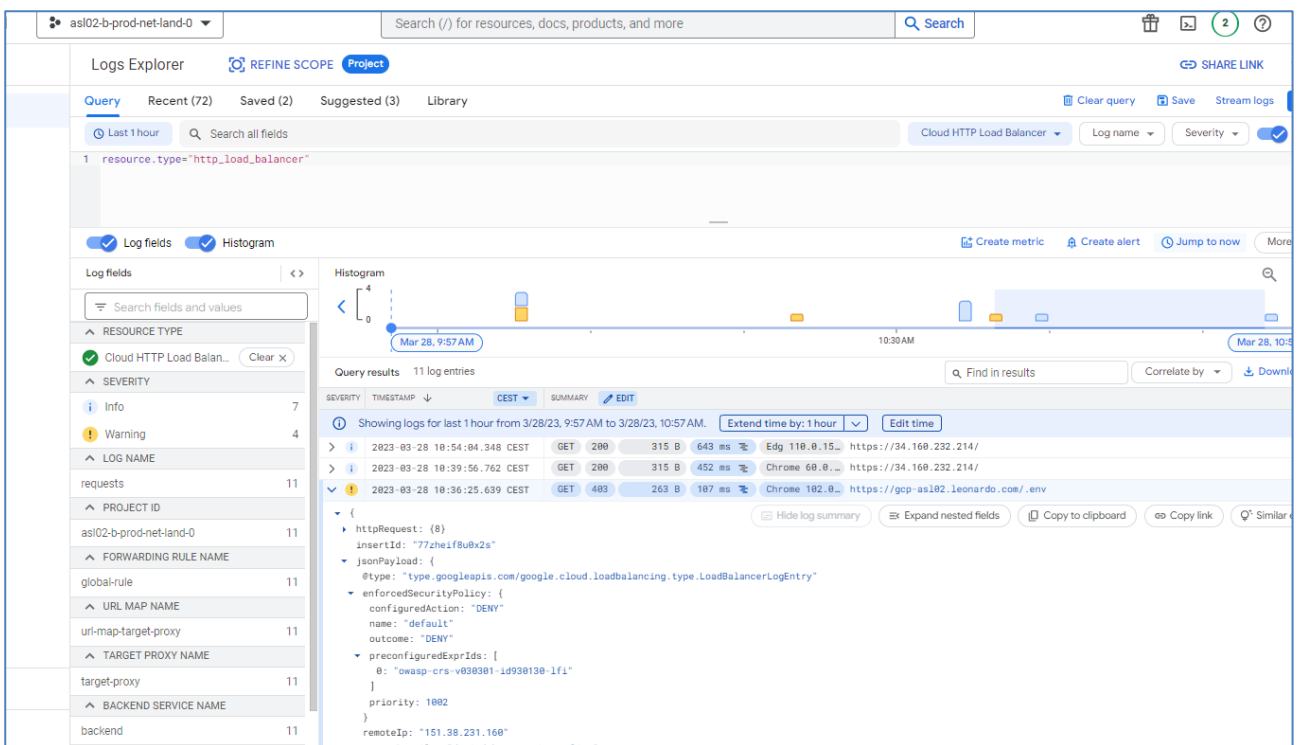 asl02-b-prod-net-land-0
Search (/) for resources, docs, products, and more
Search
2
Logs Explorer
REFINE SCOPE
Project
SHARE LINK
Query
Recent (72)
Saved (2)
Suggested (3)
Library
Clear query
Save
Stream logs
Last 1 hour
Search all fields
Cloud HTTP Load Balancer
Log name
Severity
1 resource.type="http_load_balancer"
Log fields
Histogram
Create metric
Create alert
Jump to now
More
Log fields
Search fields and values
RESOURCE TYPE
Cloud HTTP Load Balan...
Clear X
SEVERITY
Info 7
Warning 4
LOG NAME
requests 11
PROJECT ID
asl02-b-prod-net-land-0 11
FORWARDING RULE NAME
global-rule 11
URL MAP NAME
url-map-target-proxy 11
TARGET PROXY NAME
target-proxy 11
BACKEND SERVICE NAME
backend 11
Histogram
4
0
Mar 28, 9:57 AM
10:30 AM
Mar 28, 10:5
Query results 11 log entries
Find in results
Correlate by
Downl
SEVERITY TIMESTAMP CEST SUMMARY EDIT
Showing logs for last 1 hour from 3/28/23, 9:57 AM to 3/28/23, 10:57 AM. Extend time by: 1 hour Edit time
i 2023-03-28 10:54:04.348 CEST GET 200 315 B 643 ms Edg 110.0.15… https://34.160.232.214/
i 2023-03-28 10:39:56.762 CEST GET 200 315 B 452 ms Chrome 60.0.… https://34.160.232.214/
! 2023-03-28 10:36:25.639 CEST GET 403 263 B 107 ms Chrome 102.0… https://gcp-asl02.leonardo.com/.env
{
Hide log summary
Expand nested fields
Copy to clipboard
Copy link
Similar
httpRequest: {8}
insertId: "77zheif8u0x2s"
jsonPayload: {
@type: "type.googleapis.com/google.cloud.loadbalancing.type.LoadBalancerLogEntry"
enforcedSecurityPolicy: {
configuredAction: "DENY"
name: "default"
outcome: "DENY"
preconfiguredExprIds: [
0: "owasp-crs-v030301-id930130-lfi"
]
priority: 1002
}
remoteIp: "151.38.231.160"